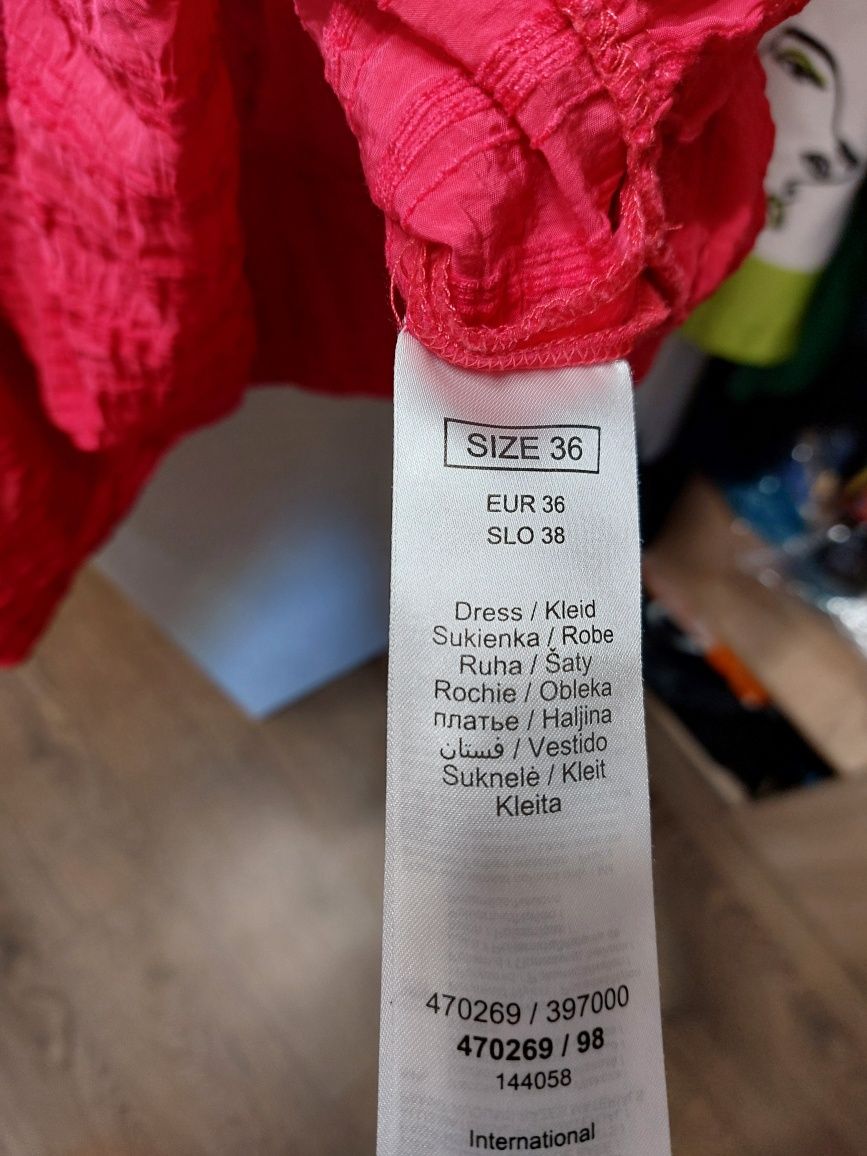 SIZE 36
EUR 36
SLO 38
Dress / Kleid
Sukienka / Robe
Ruha / Šaty
Rochie / Obleka
платье / Haljina
فستان / Vestido
Suknelė / Kleit
Kleita
470269 / 397000
470269 / 98
144058
International